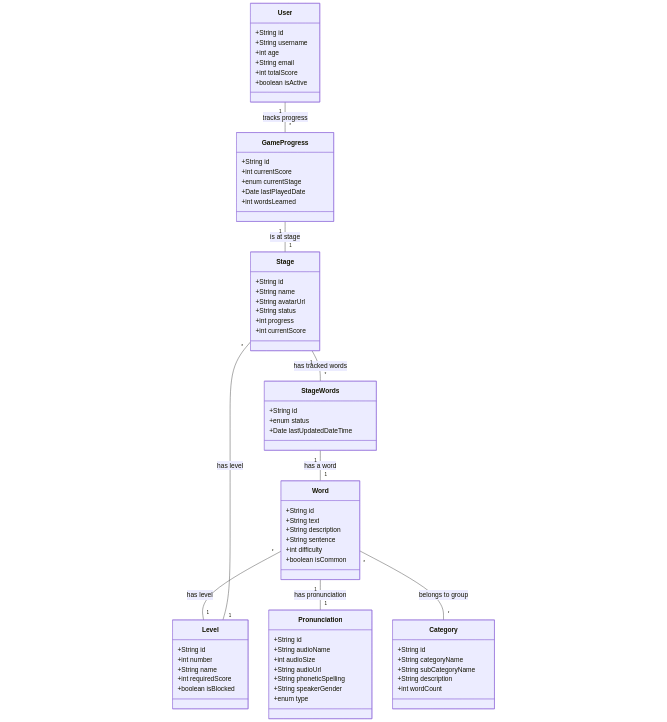 User
+String id
+String username
+int age
+String email
+int totalScore
+boolean isActive
1
tracks progress
*
GameProgress
+String id
+int currentScore
+enum currentStage
+Date lastPlayedDate
+int wordsLearned
1
is at stage
1
Stage
+String id
+String name
+String avatarUrl
+String status
+int progress
+int currentScore
*
1
has tracked words
*
StageWords
+String id
+enum status
+Date lastUpdatedDateTime
1
has level
has a word
1
Word
+String id
+String text
+String description
+String sentence
+int difficulty
+boolean isCommon
*
*
1
has level
has pronunciation
belongs to group
1
1
1
*
Level
+String id
+int number
+String name
+int requiredScore
+boolean isBlocked
Pronunciation
+String id
+String audioName
+int audioSize
+String audioUrl
+String phoneticSpelling
+String speakerGender
+enum type
Category
+String id
+String categoryName
+String subCategoryName
+String description
+int wordCount